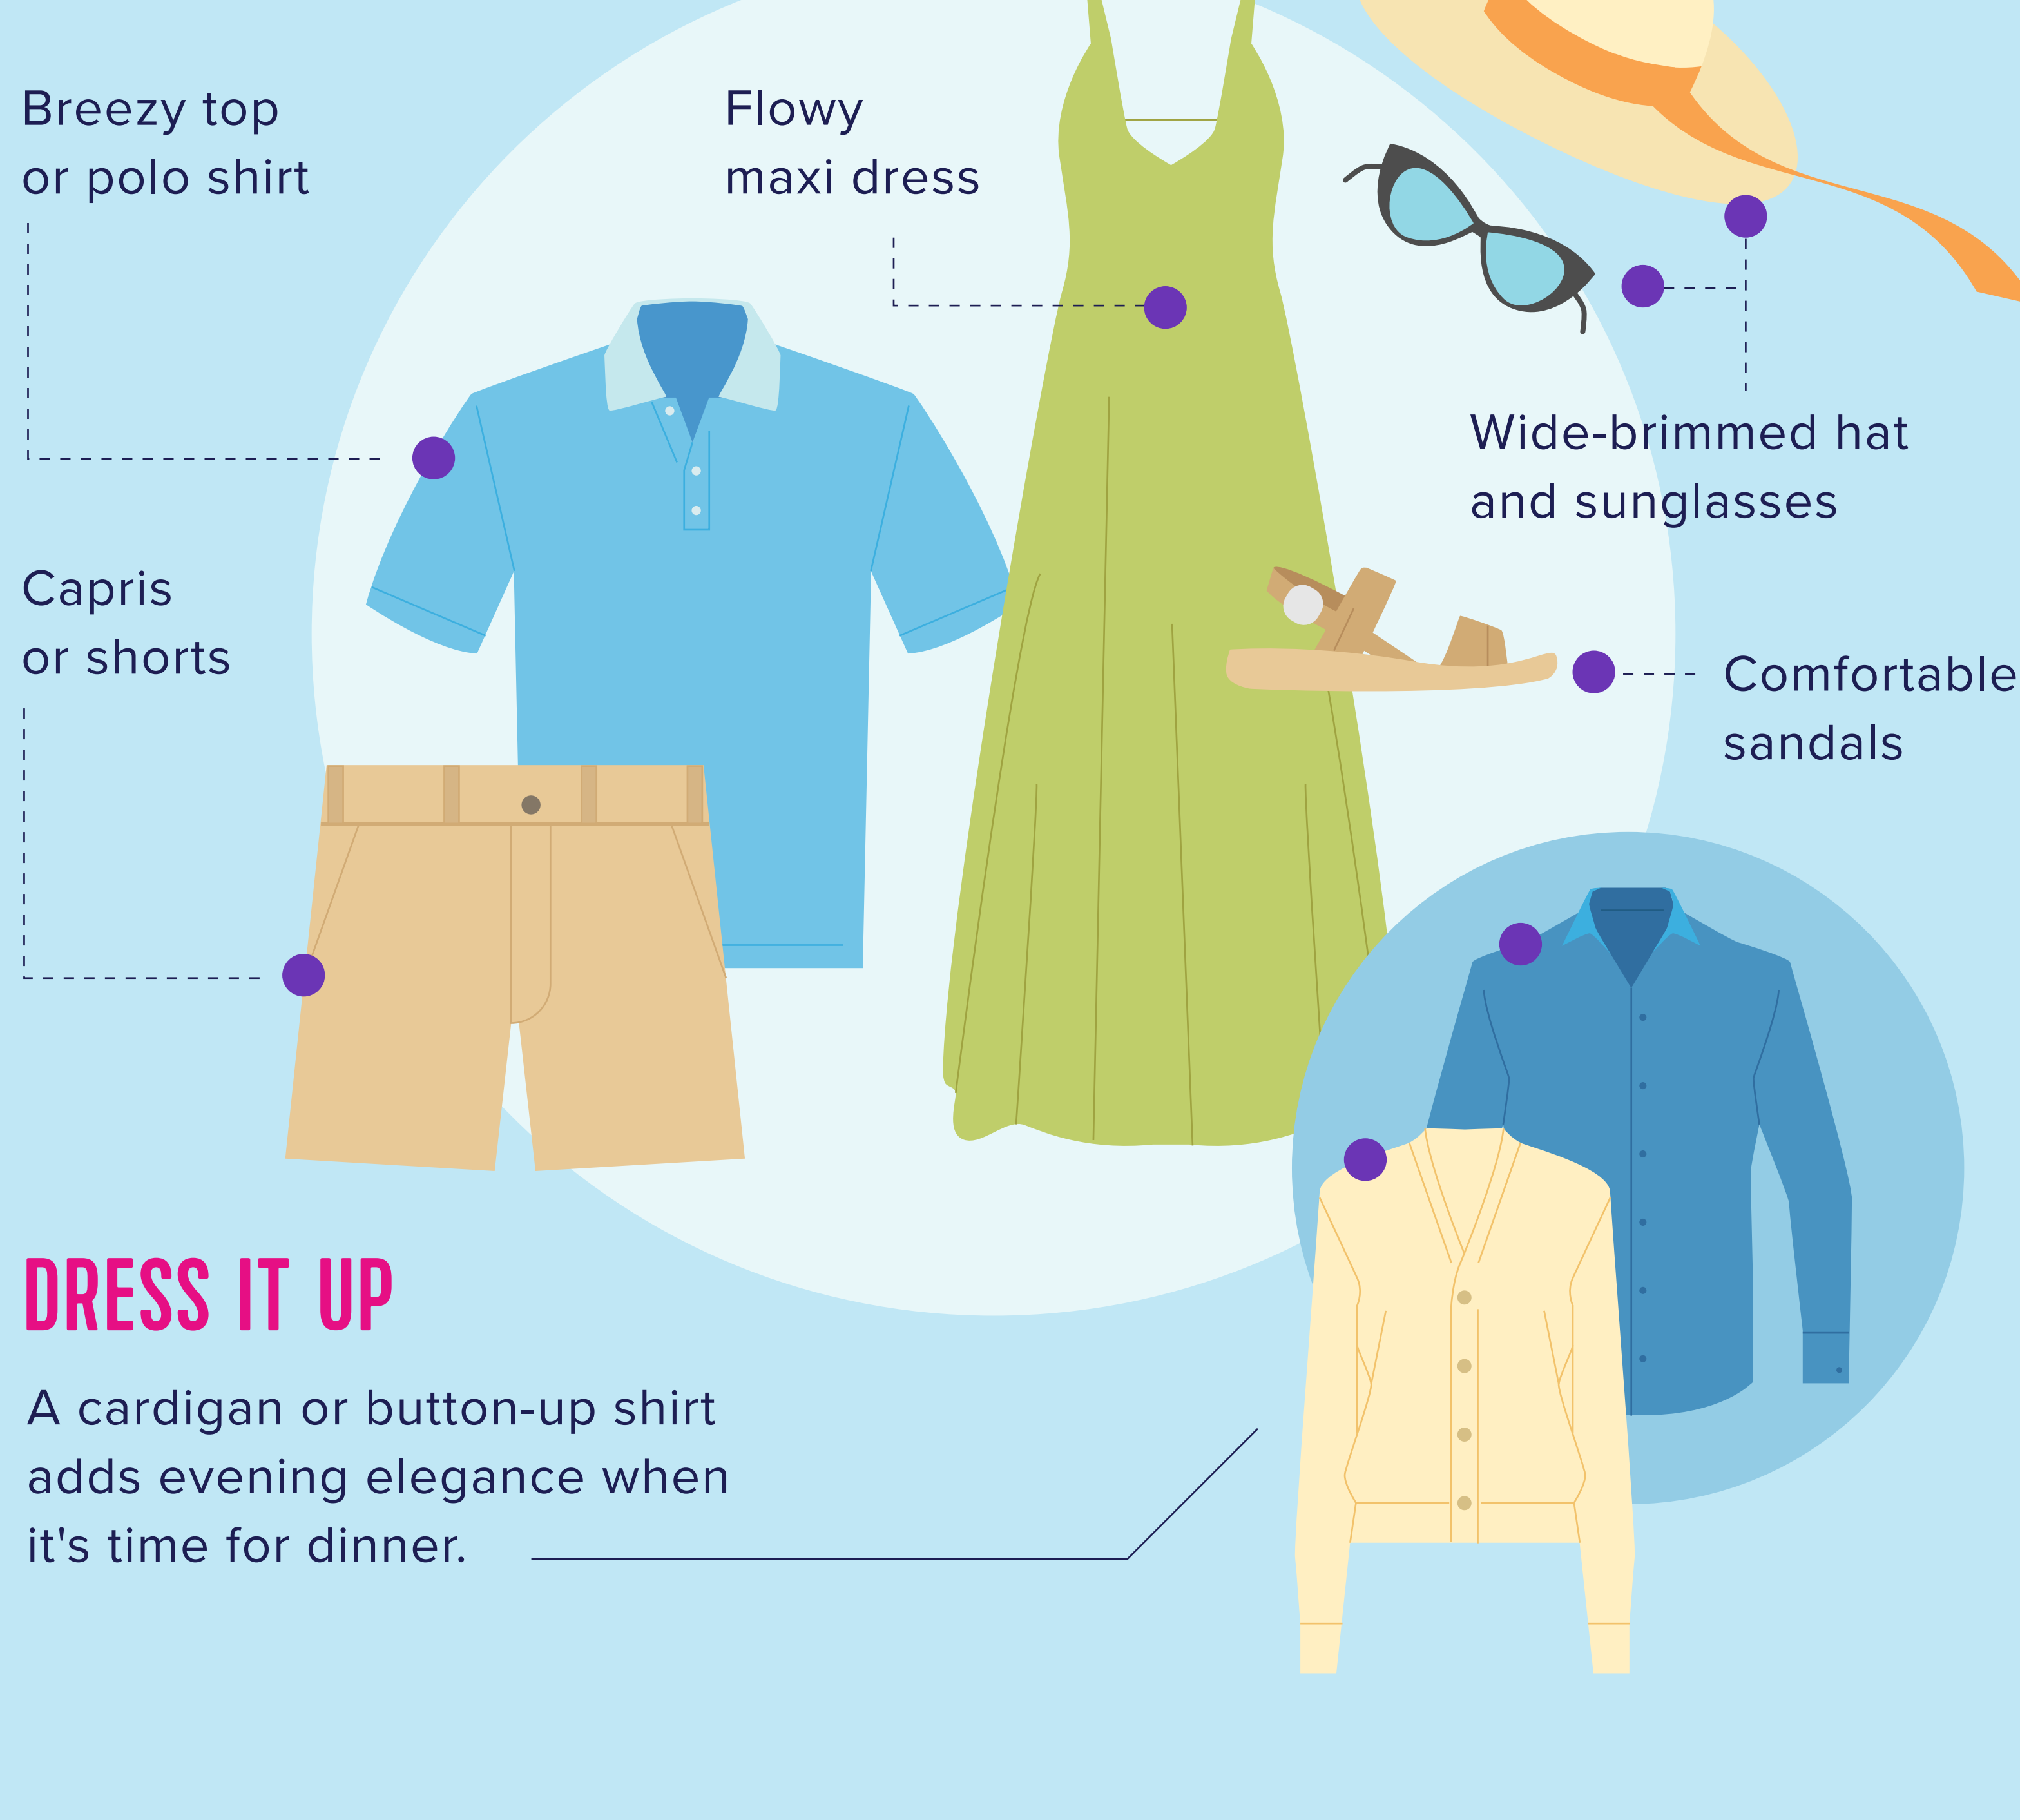 Breezy top
or polo shirt
Flowy
maxi dress
Wide-brimmed hat
and sunglasses
Capris
or shorts
Comfortable
sandals
DRESS IT UP
A cardigan or button-up shirt
adds evening elegance when
it's time for dinner.